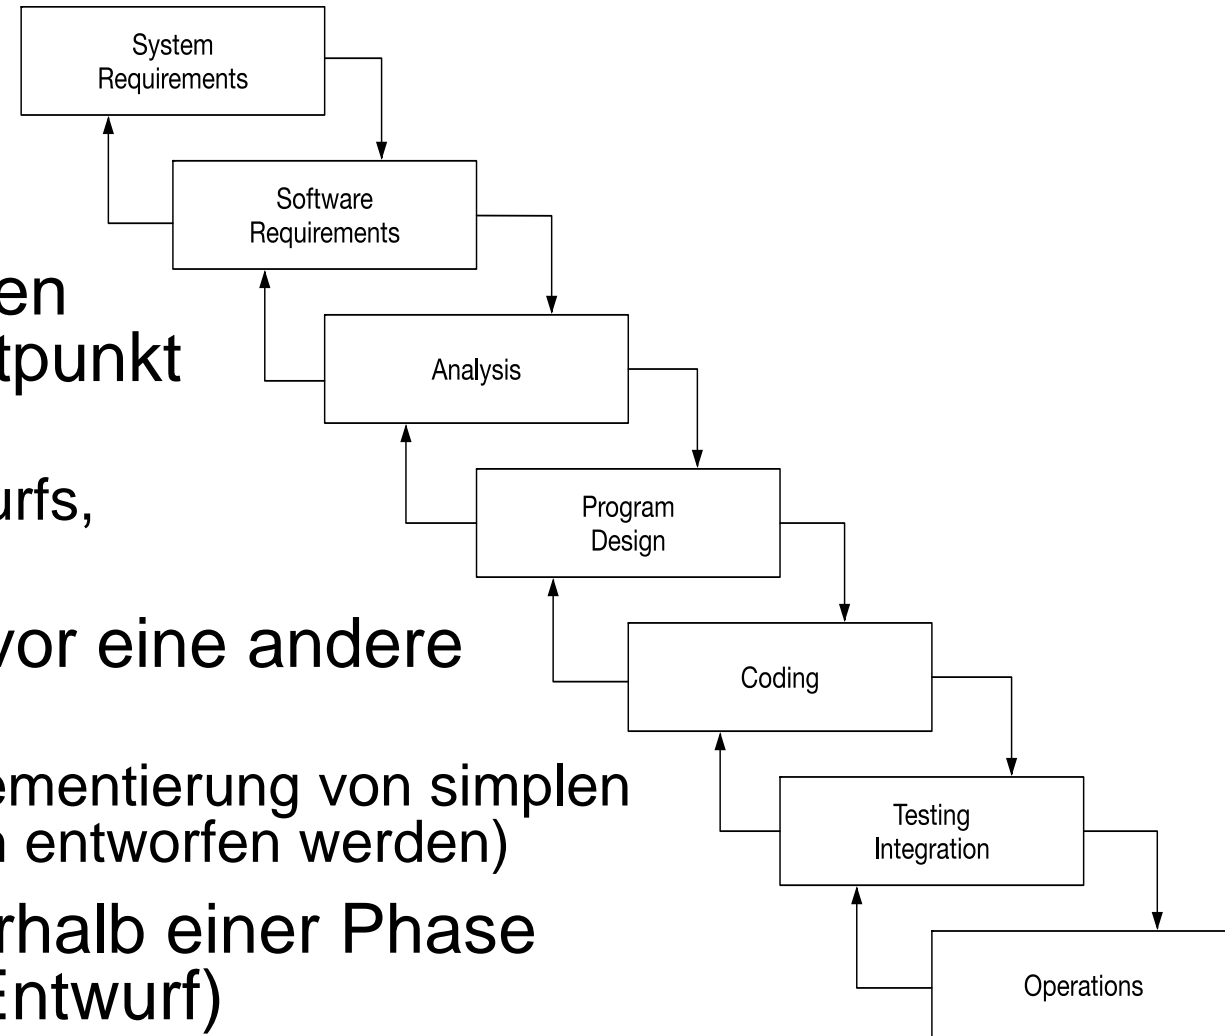 System
Requirements
Software
Requirements
Analysis
Program
Design
Coding
Testing
Integration
Operations
en
tpunkt
urfs,
vor eine andere
ementierung von simplen
n entworfen werden)
rhalb einer Phase
Entwurf)